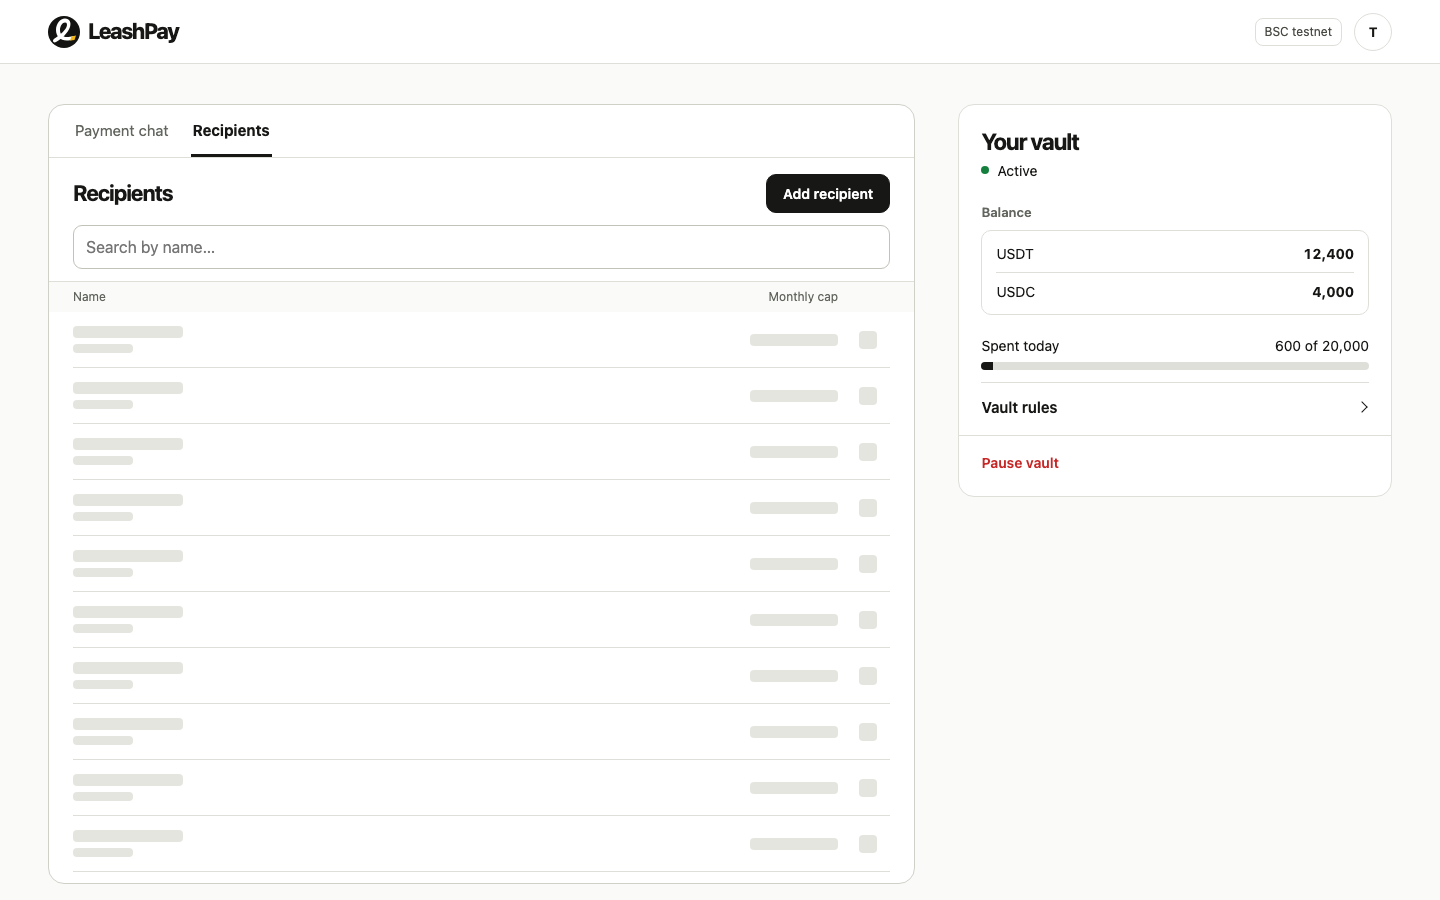 LeashPay
BSC testnet
T
Payment chat
Recipients
Recipients
Add recipient
Search by name...
Name
Monthly cap
Your vault
Active
Balance
USDT
12,400
USDC
4,000
Spent today
600 of 20,000
Vault rules
Pause vault